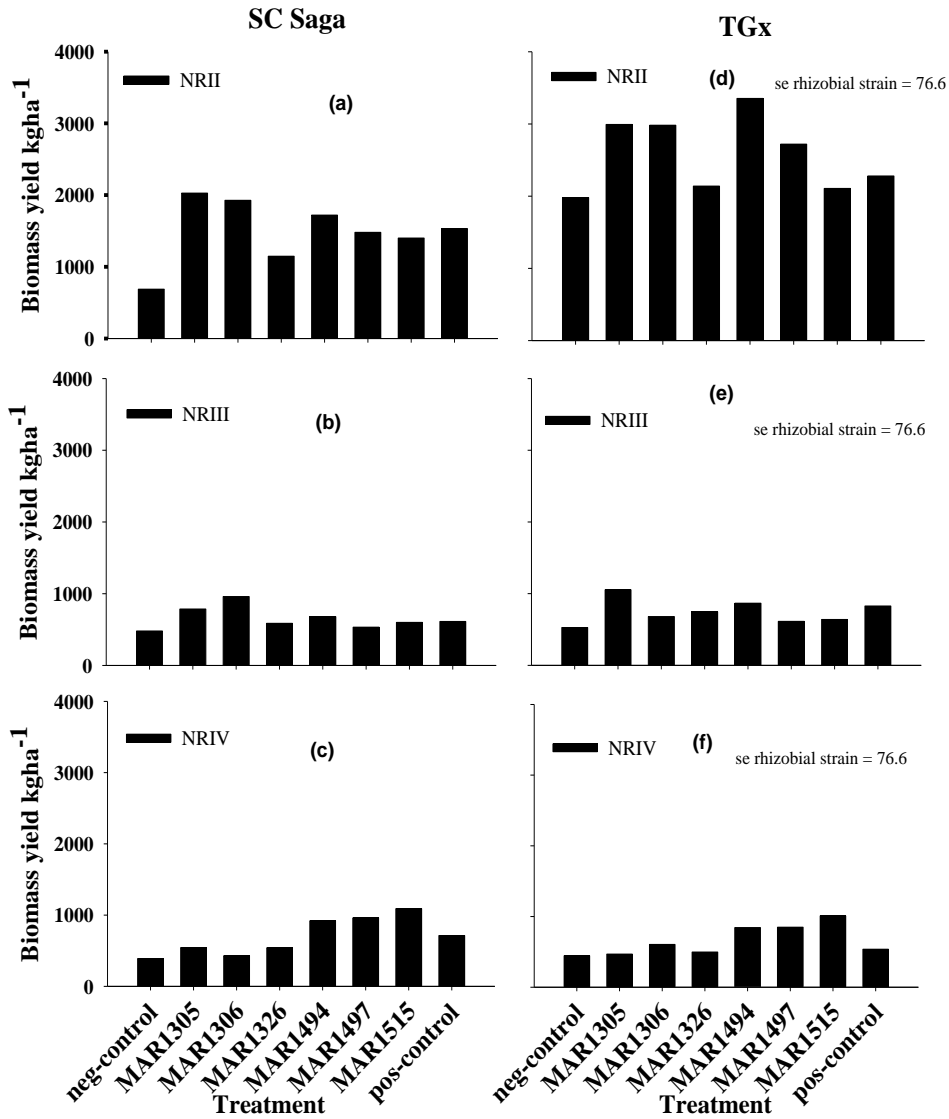 SC Saga
TGx
4000
3000
2000
1000
0
Biomass yield kgha-1
NRII
(a)
NRII
(d)
se rhizobial strain = 76.6
4000
3000
2000
1000
0
Biomass yield kgha-1
NRIII
(b)
NRIII
(e)
se rhizobial strain = 76.6
4000
3000
2000
1000
0
Biomass yield kgha-1
NRIV
(c)
NRIV
(f)
se rhizobial strain = 76.6
neg-control
MAR1305
MAR1306
MAR1326
MAR1494
MAR1497
MAR1515
pos-control
Treatment
neg-control
MAR1305
MAR1306
MAR1326
MAR1494
MAR1497
MAR1515
pos-control
Treatment